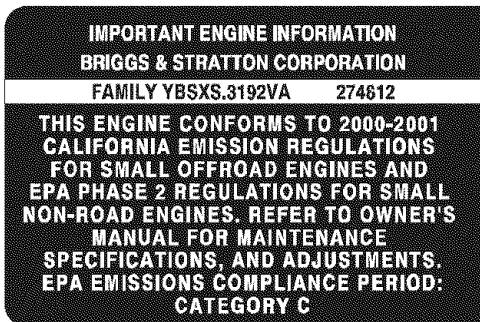 IMPORTANT ENGINE INFORMATION
BRIGGS & STRATTON CORPORATION
FAMILY YBSXS.3192VA 274812
THIS ENGINE CONFORMS TO 2000-2001
CALIFORNIA EMISSION REGULATIONS
FOR SMALL OFFROAD ENGINES AND
EPA PHASE 2 REGULATIONS FOR SMALL
NON-ROAD ENGINES. REFER TO OWNER'S
MANUAL FOR MAINTENANCE
SPECIFICATIONS, AND ADJUSTMENTS.
EPA EMISSIONS COMPLIANCE PERIOD:
CATEGORY C